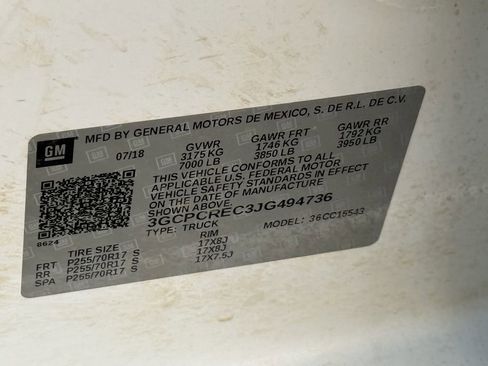 GM
MFD BY GENERAL MOTORS DE MEXICO, S. DE R.L. DE C.V.
07/18 GVWR GAWR FRT GAWR RR
3175 KG 1746 KG 1792 KG
7000 LB 3850 LB 3950 LB
THIS VEHICLE CONFORMS TO ALL
APPLICABLE U.S. FEDERAL MOTOR
VEHICLE SAFETY STANDARDS IN EFFECT
ON THE DATE OF MANUFACTURE
SHOWN ABOVE.
3GCPCREC3JG494736
8624 TYPE: TRUCK MODEL: 36CC15543
TIRE SIZE RIM
FRT P255/70R17 S 17X8J
RR P255/70R17 S 17X8J
SPA P255/70R17 S 17X7.5J